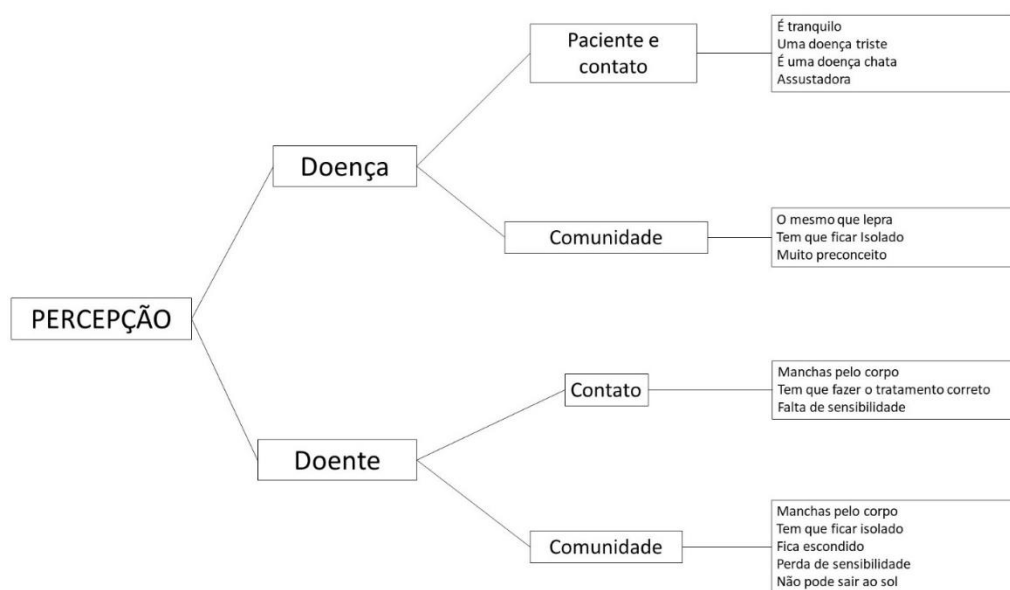 PERCEPÇÃO
Doença
Paciente e
contato
É tranquilo
Uma doença triste
É uma doença chata
Assustadora
Comunidade
O mesmo que lepra
Tem que ficar Isolado
Muito preconceito
Doente
Contato
Manchas pelo corpo
Tem que fazer o tratamento correto
Falta de sensibilidade
Comunidade
Manchas pelo corpo
Tem que ficar isolado
Fica escondido
Perda de sensibilidade
Não pode sair ao sol